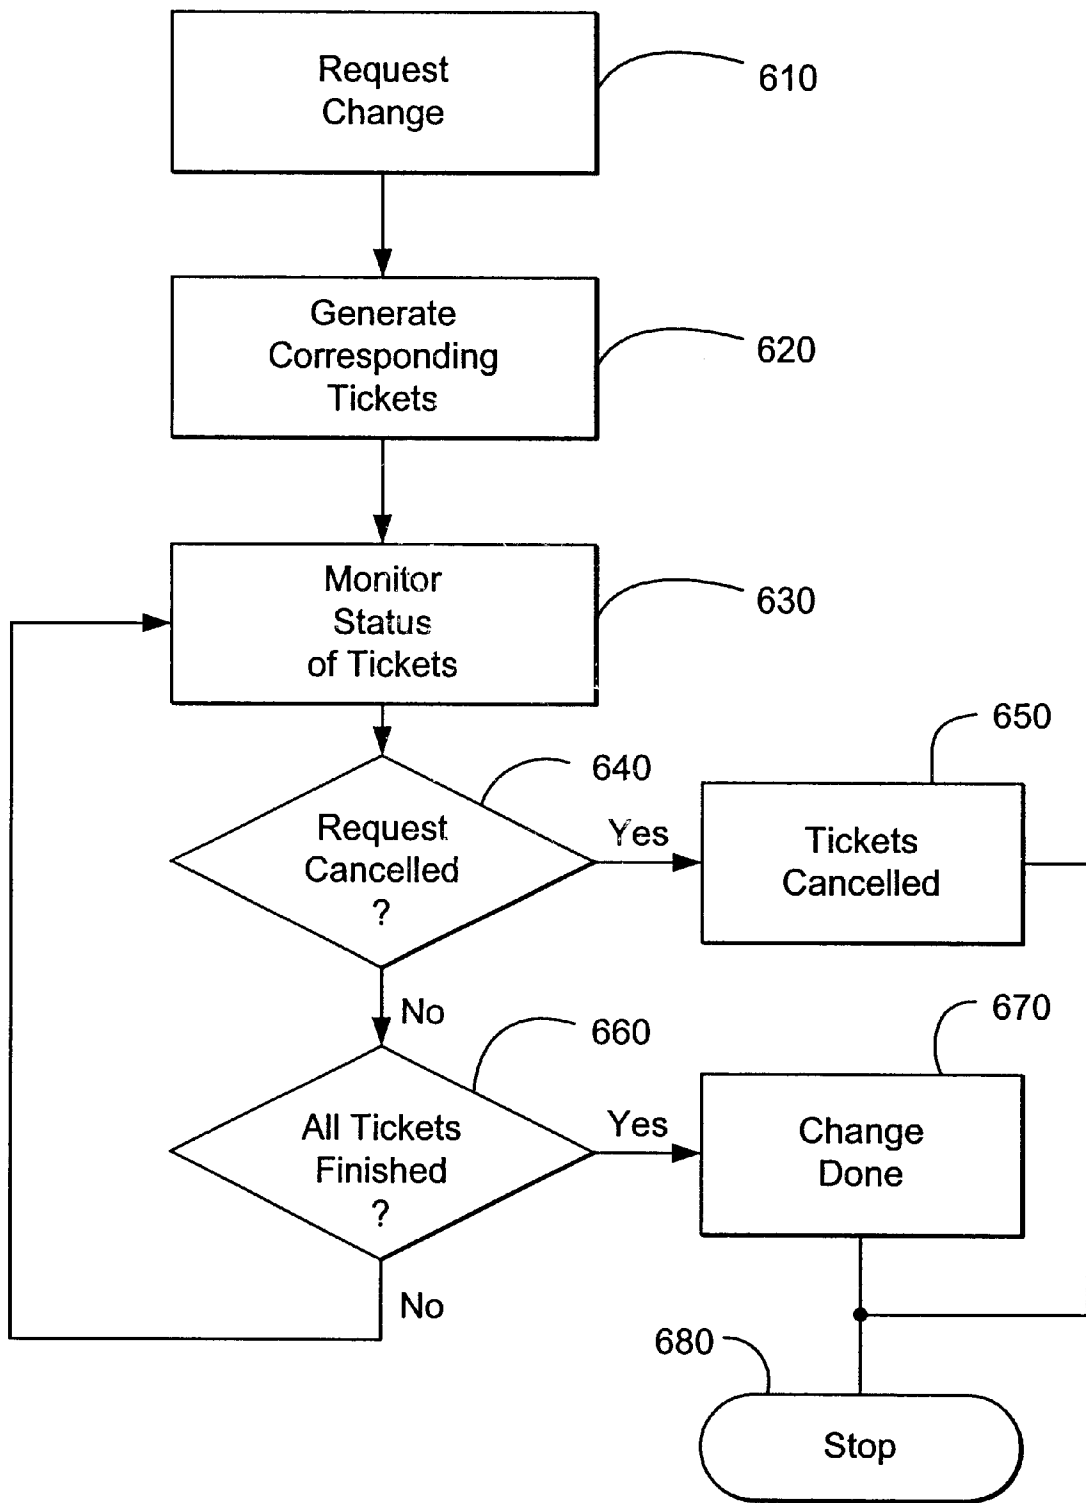 Request
Change
610
Generate
Corresponding
Tickets
620
Monitor
Status
of Tickets
630
Request
Cancelled
?
640
Yes
Tickets
Cancelled
650
No
All Tickets
Finished
?
660
Yes
Change
Done
670
No
680
Stop